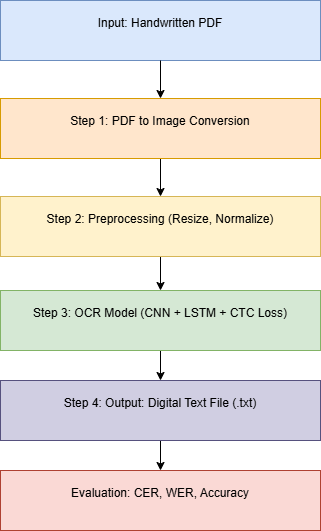 Input: Handwritten PDF
Step 1: PDF to Image Conversion
Step 2: Preprocessing (Resize, Normalize)
Step 3: OCR Model (CNN + LSTM + CTC Loss)
Step 4: Output: Digital Text File (.txt)
Evaluation: CER, WER, Accuracy